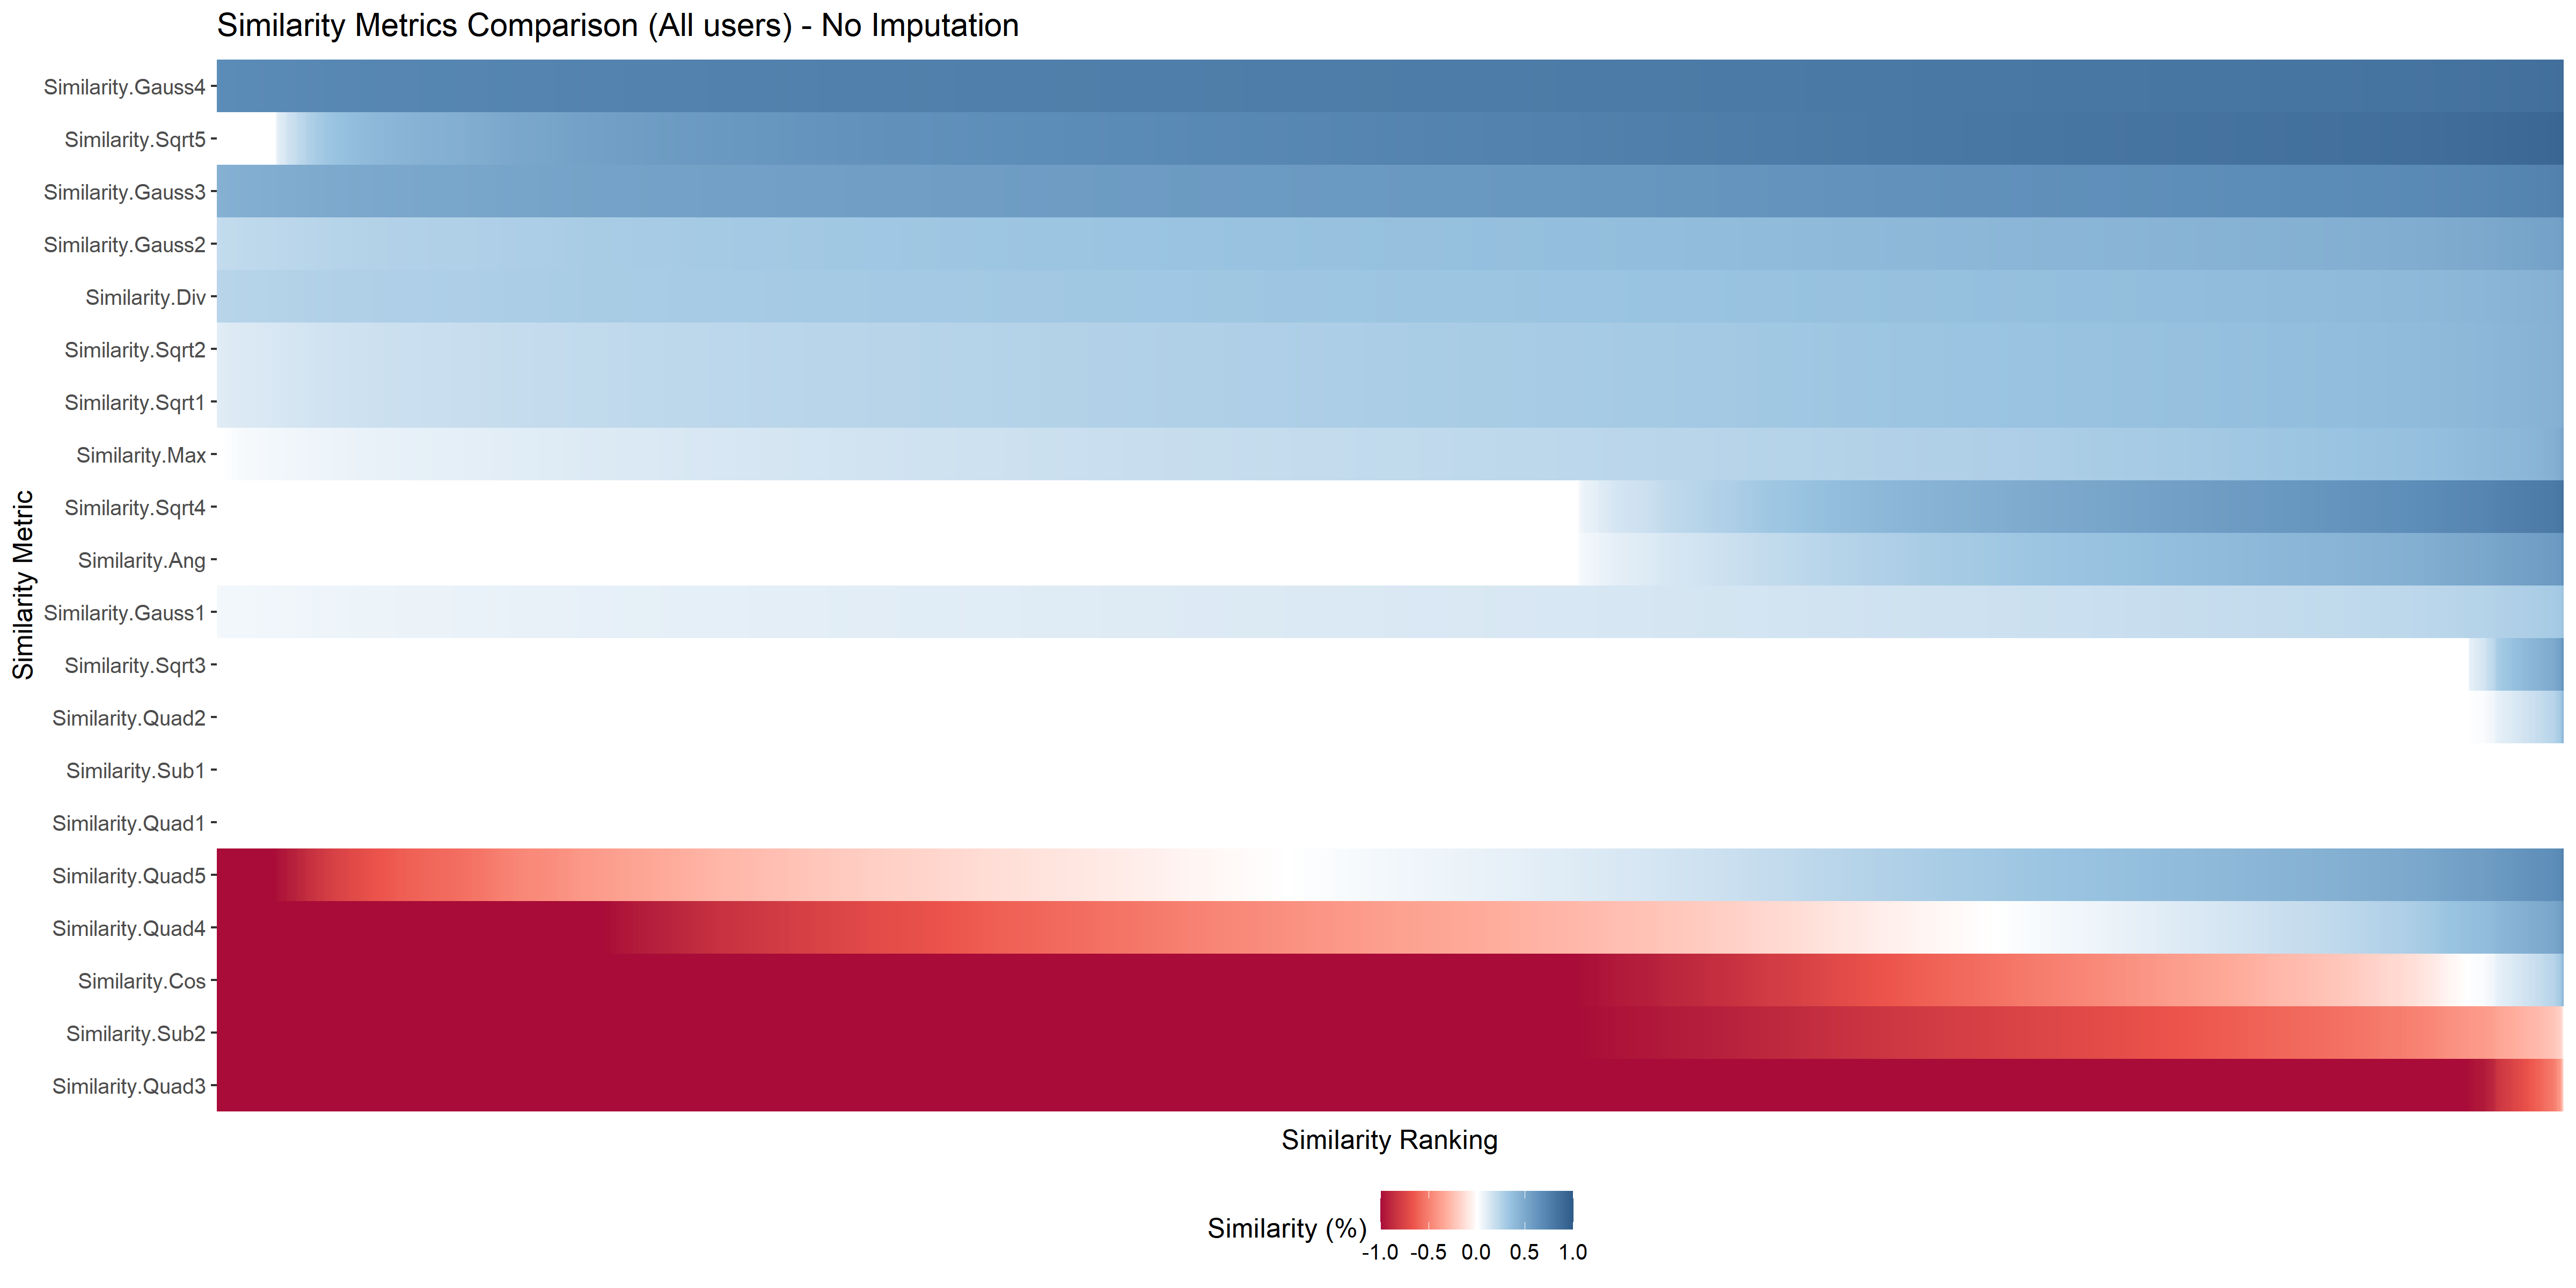 Similarity Metrics Comparison (All users) - No Imputation
Similarity Metric
Similarity.Gauss4
Similarity.Sqrt5
Similarity.Gauss3
Similarity.Gauss2
Similarity.Div
Similarity.Sqrt2
Similarity.Sqrt1
Similarity.Max
Similarity.Sqrt4
Similarity.Ang
Similarity.Gauss1
Similarity.Sqrt3
Similarity.Quad2
Similarity.Sub1
Similarity.Quad1
Similarity.Quad5
Similarity.Quad4
Similarity.Cos
Similarity.Sub2
Similarity.Quad3
Similarity Ranking
Similarity (%)
-1.0 -0.5 0.0 0.5 1.0